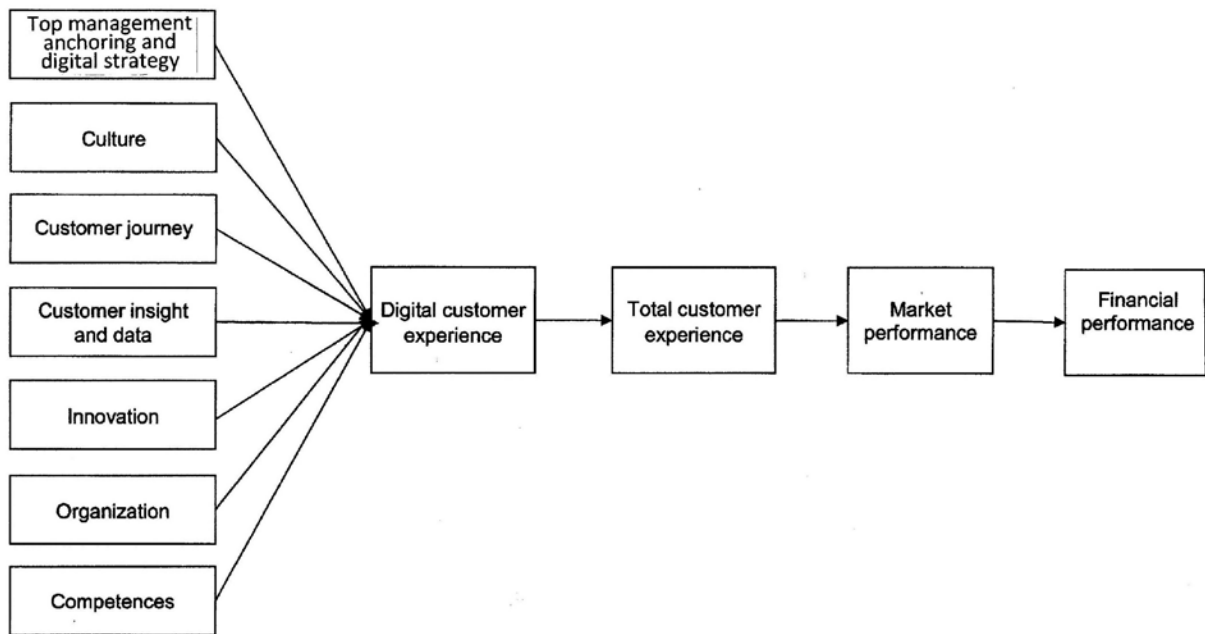 Top management
anchoring and
digital strategy
Culture
Customer journey
Customer insight
and data
Innovation
Organization
Competences
Digital customer
experience
Total customer
experience
Market
performance
Financial
performance